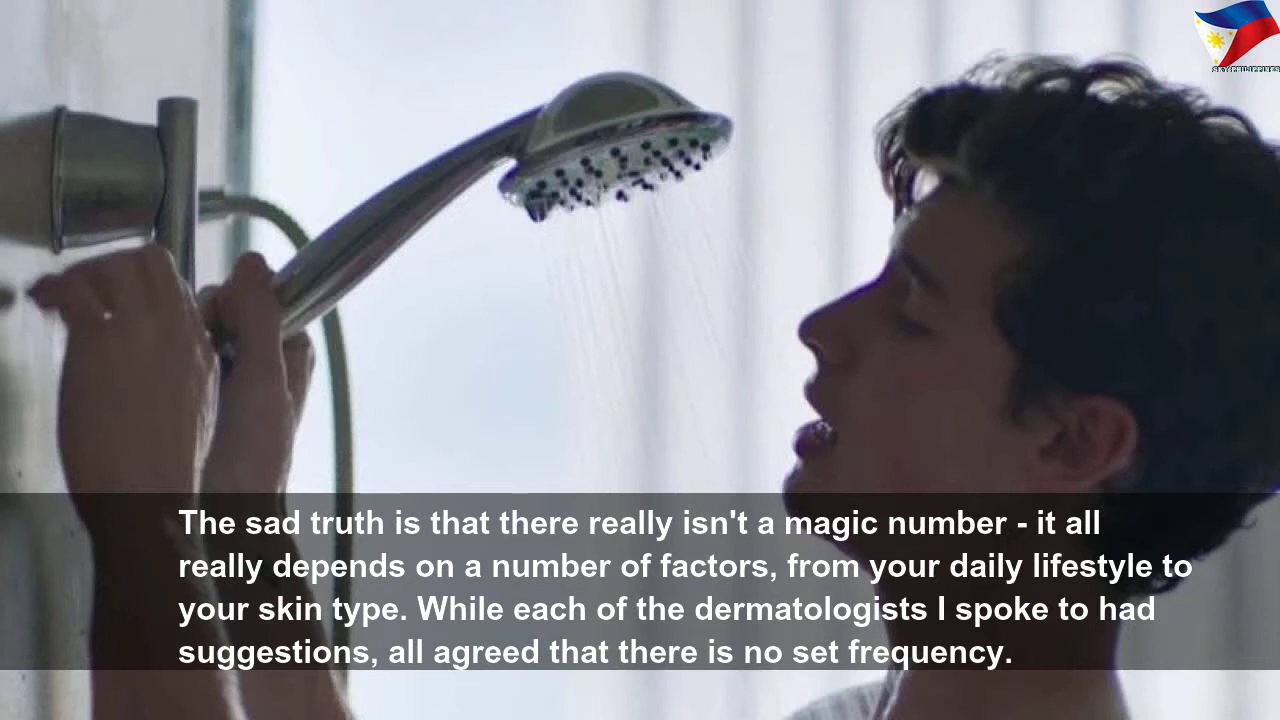 SKYPHILIPPINES
The sad truth is that there really isn't a magic number - it all
really depends on a number of factors, from your daily lifestyle to
your skin type. While each of the dermatologists I spoke to had
suggestions, all agreed that there is no set frequency.